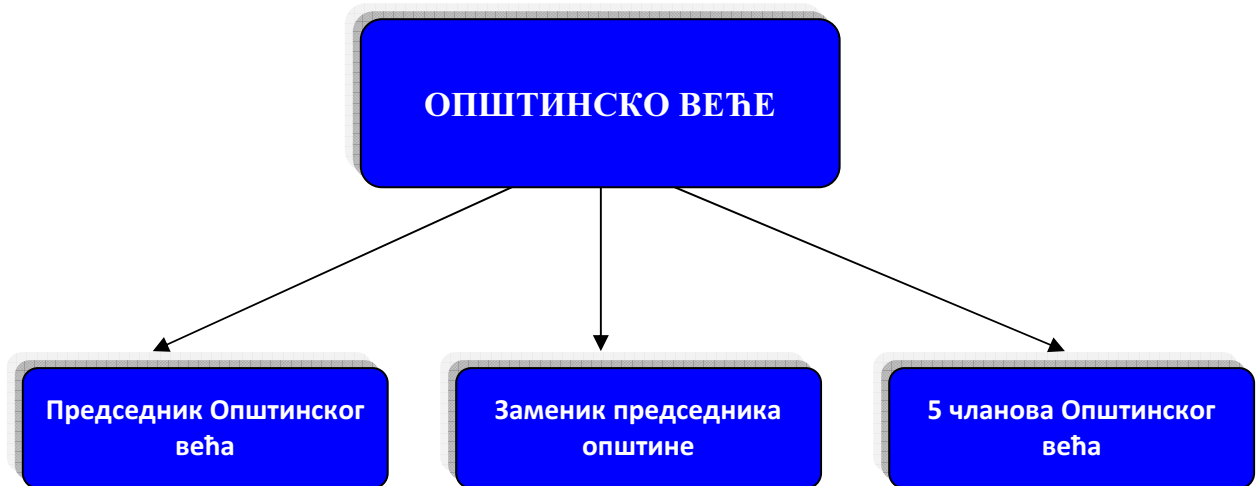 ОПШТИНСКО ВЕЋЕ
Председник Општинског
већа
Заменик председника
општине
5 чланова Општинског
већа